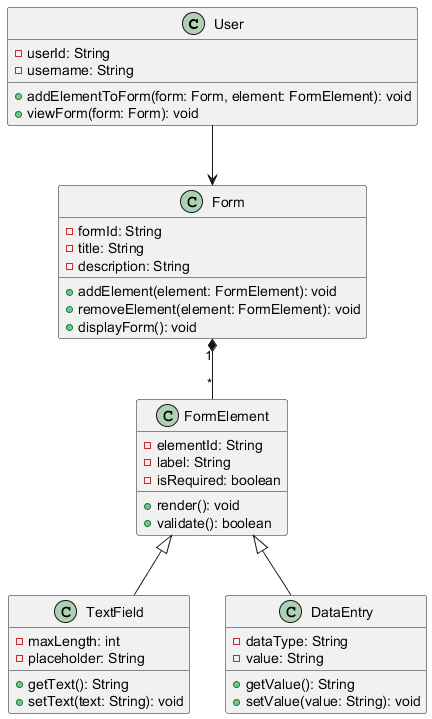 C User
userId: String
username: String
addElementToForm(form: Form, element: FormElement): void
viewForm(form: Form): void
C Form
formId: String
title: String
description: String
addElement(element: FormElement): void
removeElement(element: FormElement): void
displayForm(): void
1
*
C FormElement
elementId: String
label: String
isRequired: boolean
render(): void
validate(): boolean
C TextField
maxLength: int
placeholder: String
getText(): String
setText(text: String): void
C DataEntry
dataType: String
value: String
getValue(): String
setValue(value: String): void